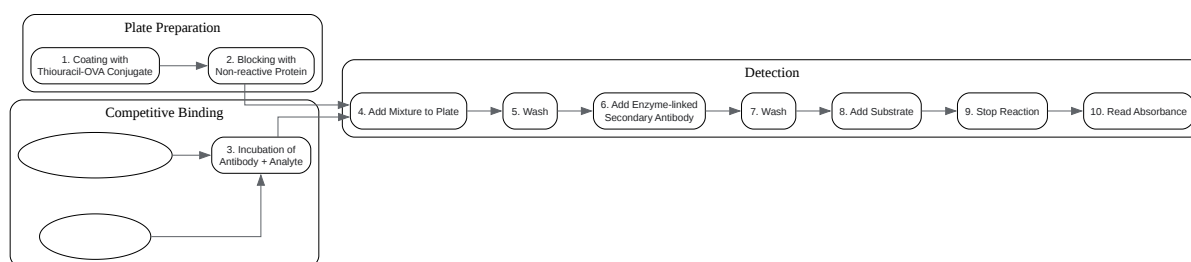 Plate Preparation
1. Coating with
Thiouracil-OVA Conjugate
2. Blocking with
Non-reactive Protein
Competitive Binding
3. Incubation of
Antibody + Analyte
Detection
4. Add Mixture to Plate
5. Wash
6. Add Enzyme-linked
Secondary Antibody
7. Wash
8. Add Substrate
9. Stop Reaction
10. Read Absorbance